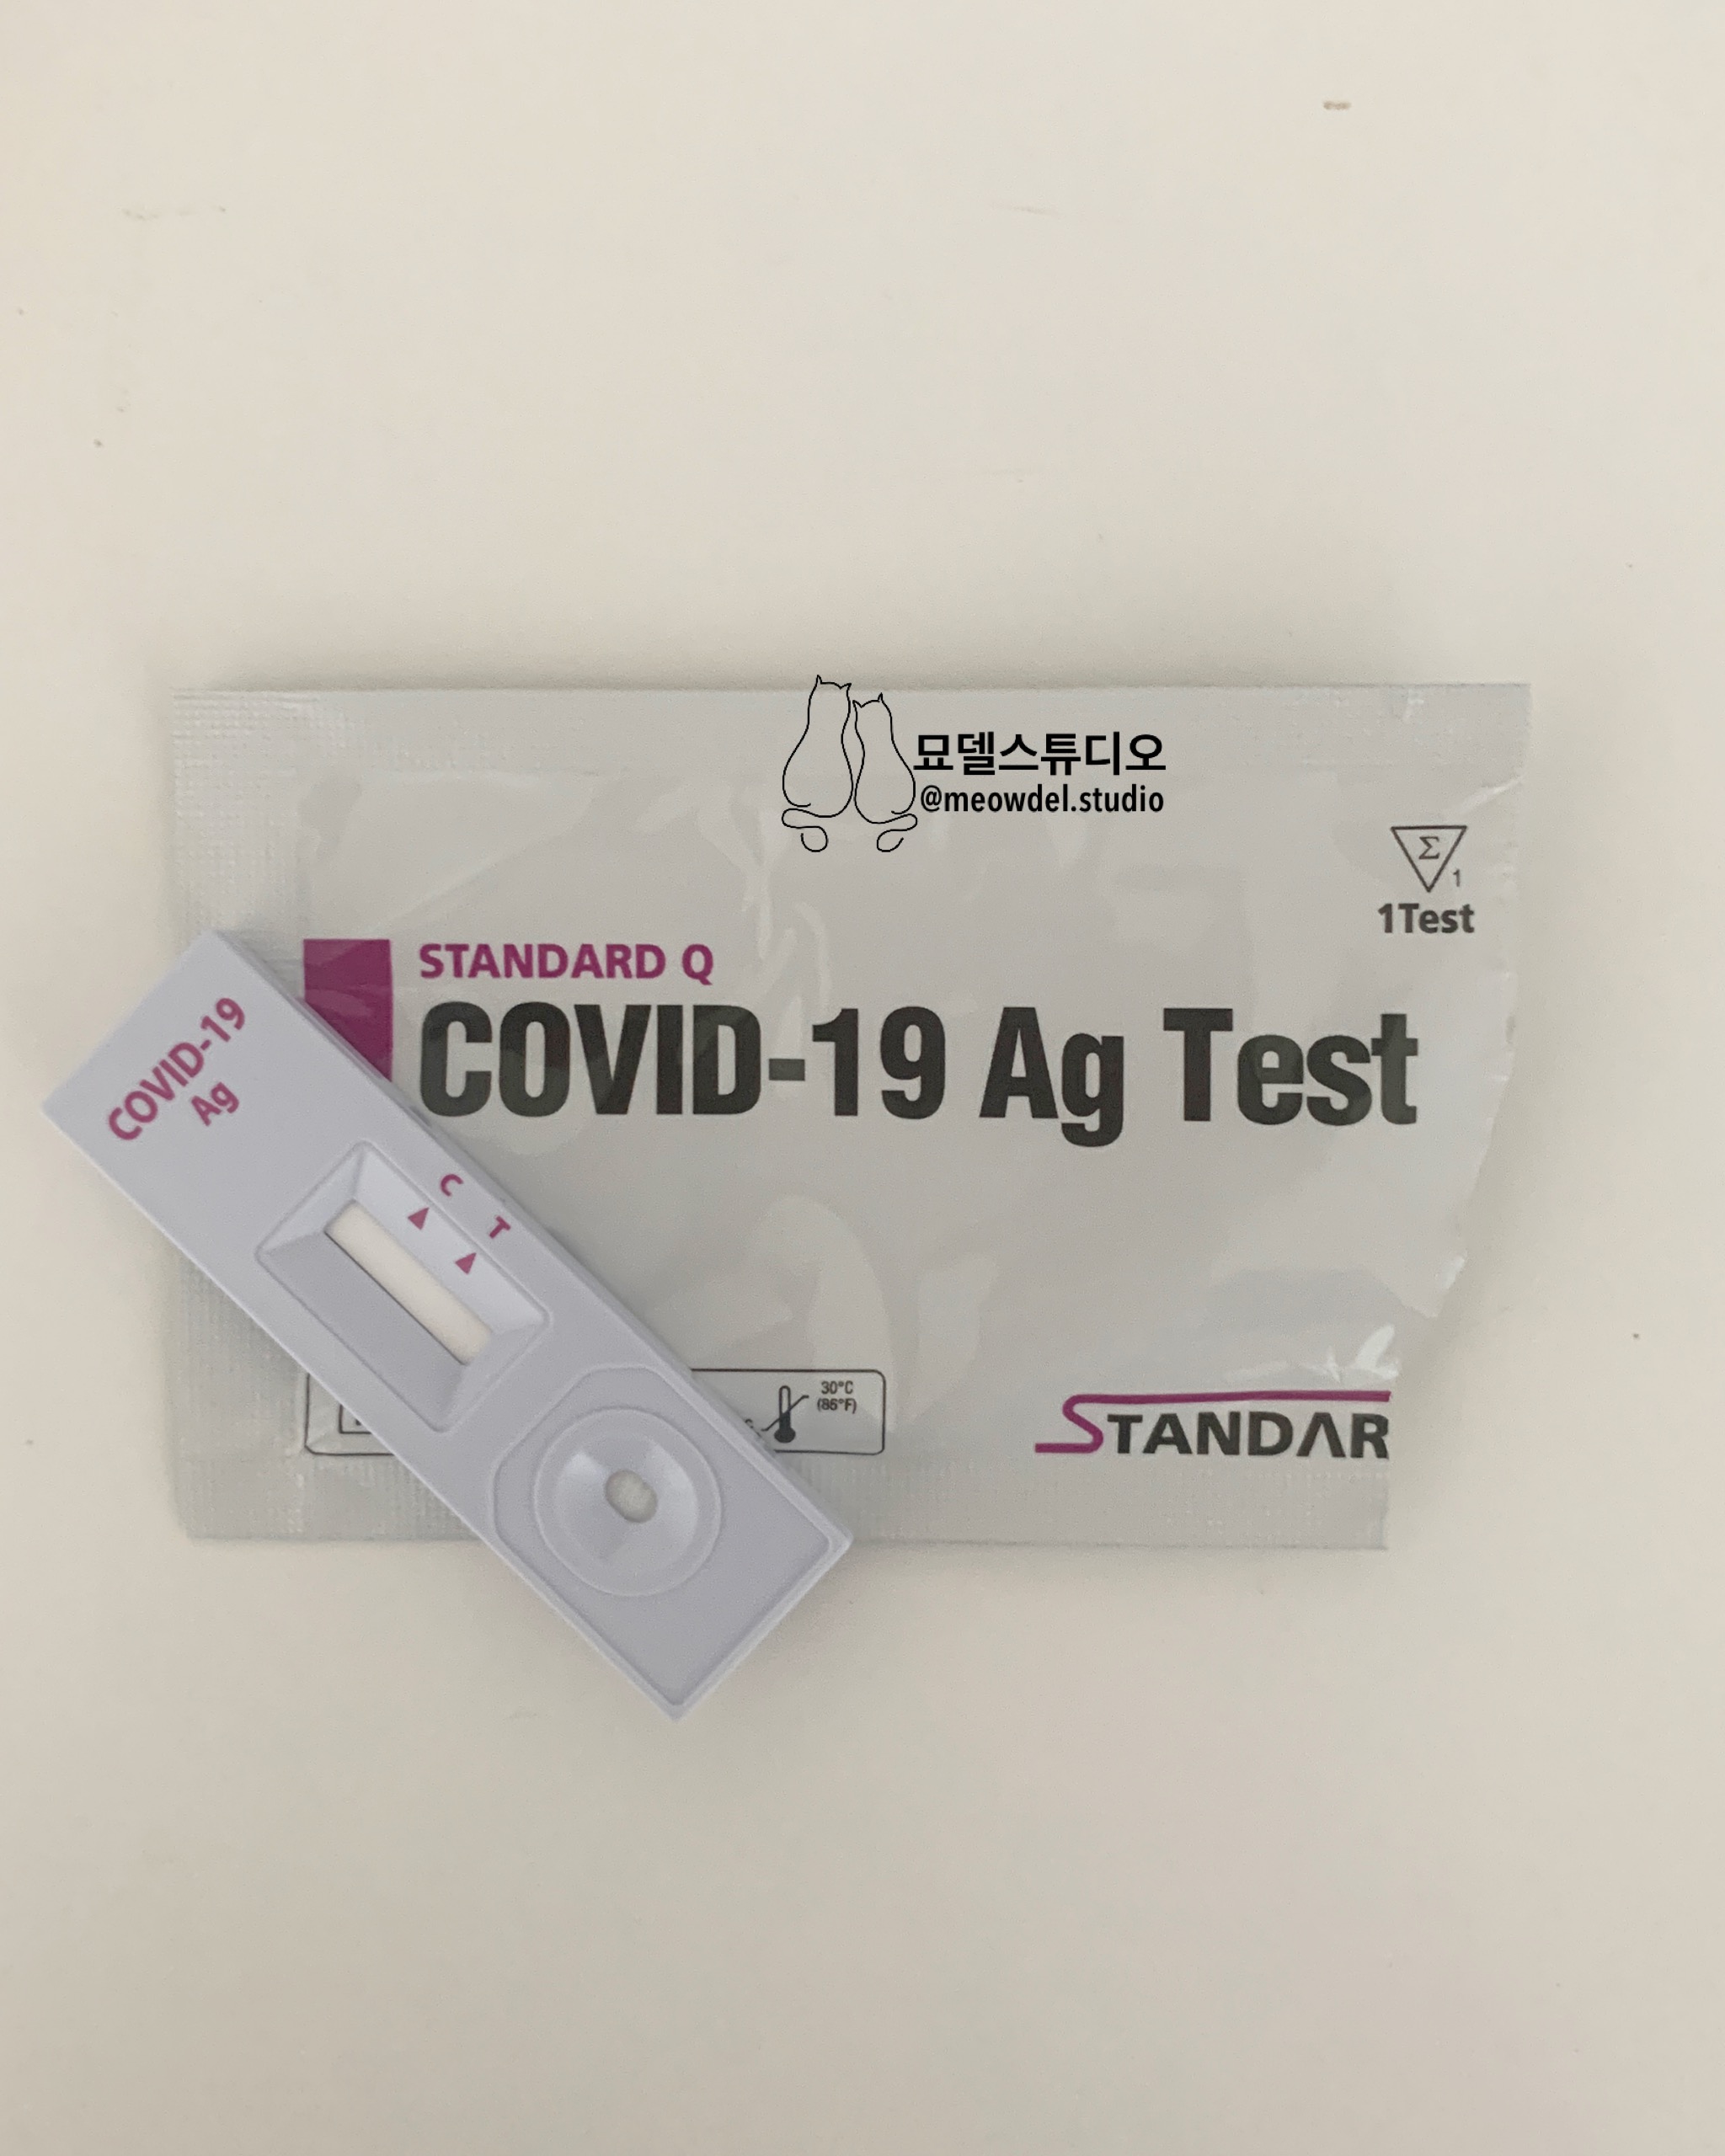 묘델스튜디오
@meowdel.studio
Σ
1
1Test
STANDARD Q
COVID-19 Ag Test
COVID-19
Ag
C
T
30°C
(86°F)
STANDAR